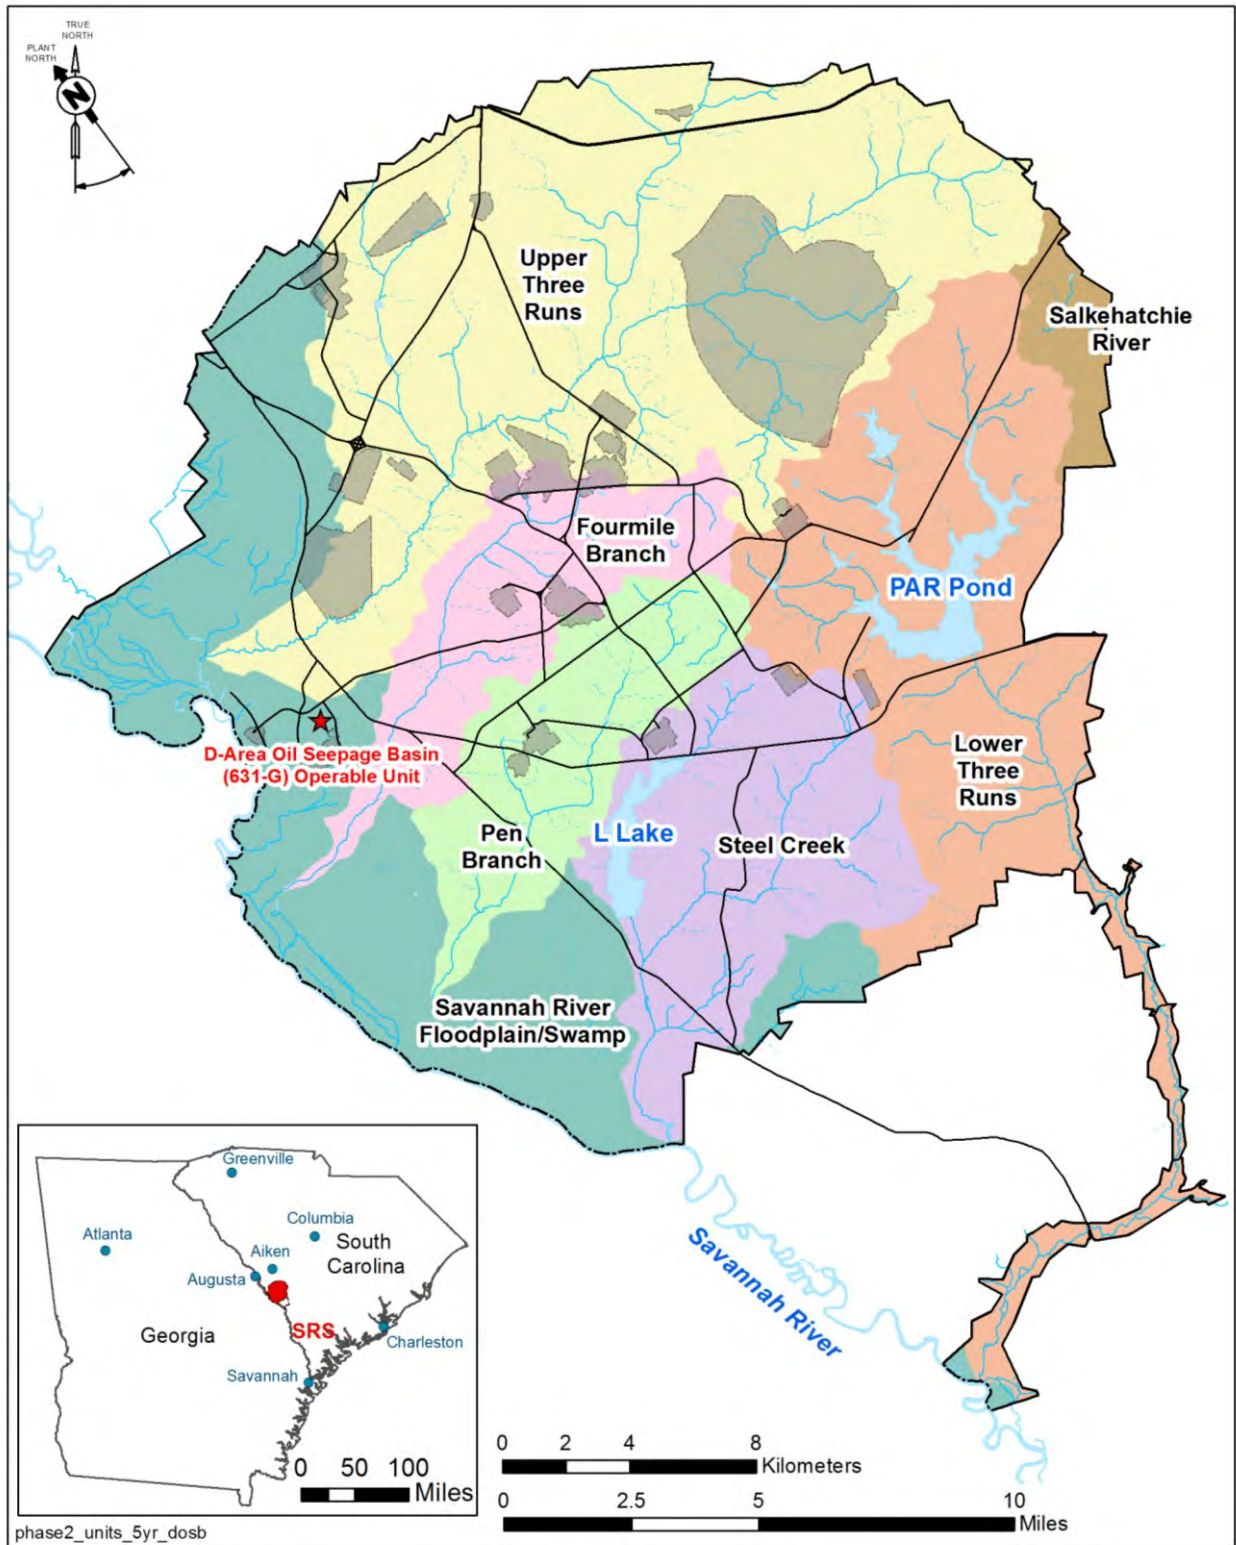 TRUE
NORTH
PLANT
NORTH
N
Upper
Three
Runs
Salkehatchie
River
Fourmile
Branch
PAR Pond
D-Area Oil Seepage Basin
(631-G) Operable Unit
Lower
Three
Runs
Pen
Branch
L Lake
Steel Creek
Savannah River
Floodplain/Swamp
Savannah River
Greenville
Columbia
Atlanta
South
Carolina
Aiken
Augusta
Georgia
SRS
Charleston
Savannah
0 50 100
Miles
0 2 4 8
Kilometers
0 2.5 5 10
Miles
phase2_units_5yr_dosb